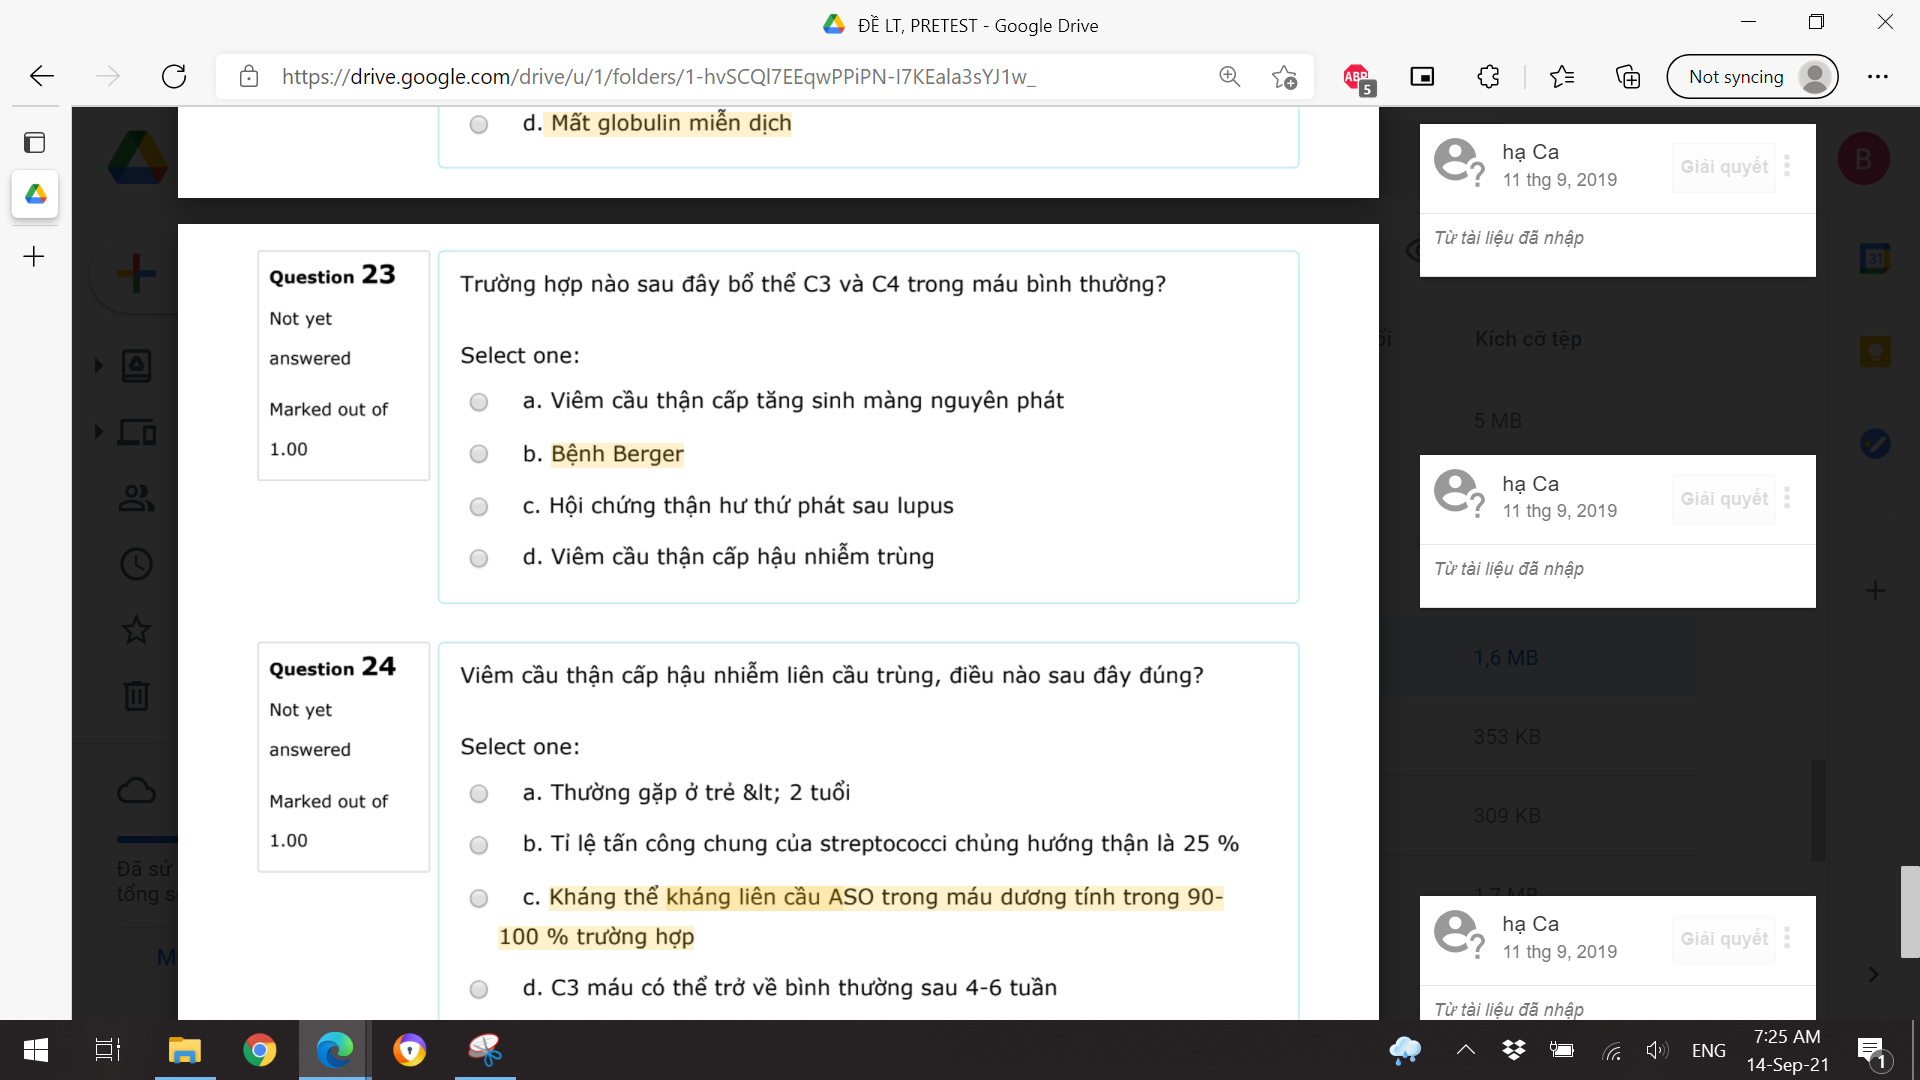 ĐỀ LT, PRETEST - Google Drive
https://drive.google.com/drive/u/1/folders/1-hvSCQl7EEqwPPiPN-I7KEala3sYJ1w_
ABP
5
Not syncing
d. Mất globulin miễn dịch
hạ Ca
11 thg 9, 2019
Giải quyết
Từ tài liệu đã nhập
B
31
Question 23
Not yet
answered
Marked out of
1.00
Trường hợp nào sau đây bổ thể C3 và C4 trong máu bình thường?
Select one:
a. Viêm cầu thận cấp tăng sinh màng nguyên phát
b. Bệnh Berger
c. Hội chứng thận hư thứ phát sau lupus
d. Viêm cầu thận cấp hậu nhiễm trùng
Kích cỡ tệp
5 MB
hạ Ca
11 thg 9, 2019
Giải quyết
Từ tài liệu đã nhập
1,6 MB
353 KB
309 KB
1,7 MB
Question 24
Not yet
answered
Marked out of
1.00
Viêm cầu thận cấp hậu nhiễm liên cầu trùng, điều nào sau đây đúng?
Select one:
a. Thường gặp ở trẻ &lt; 2 tuổi
b. Tỉ lệ tấn công chung của streptococci chủng hướng thận là 25 %
c. Kháng thể kháng liên cầu ASO trong máu dương tính trong 90-
100 % trường hợp
d. C3 máu có thể trở về bình thường sau 4-6 tuần
Đã sử
tổng s
M
hạ Ca
11 thg 9, 2019
Giải quyết
Từ tài liệu đã nhập
ENG
7:25 AM
14-Sep-21
1